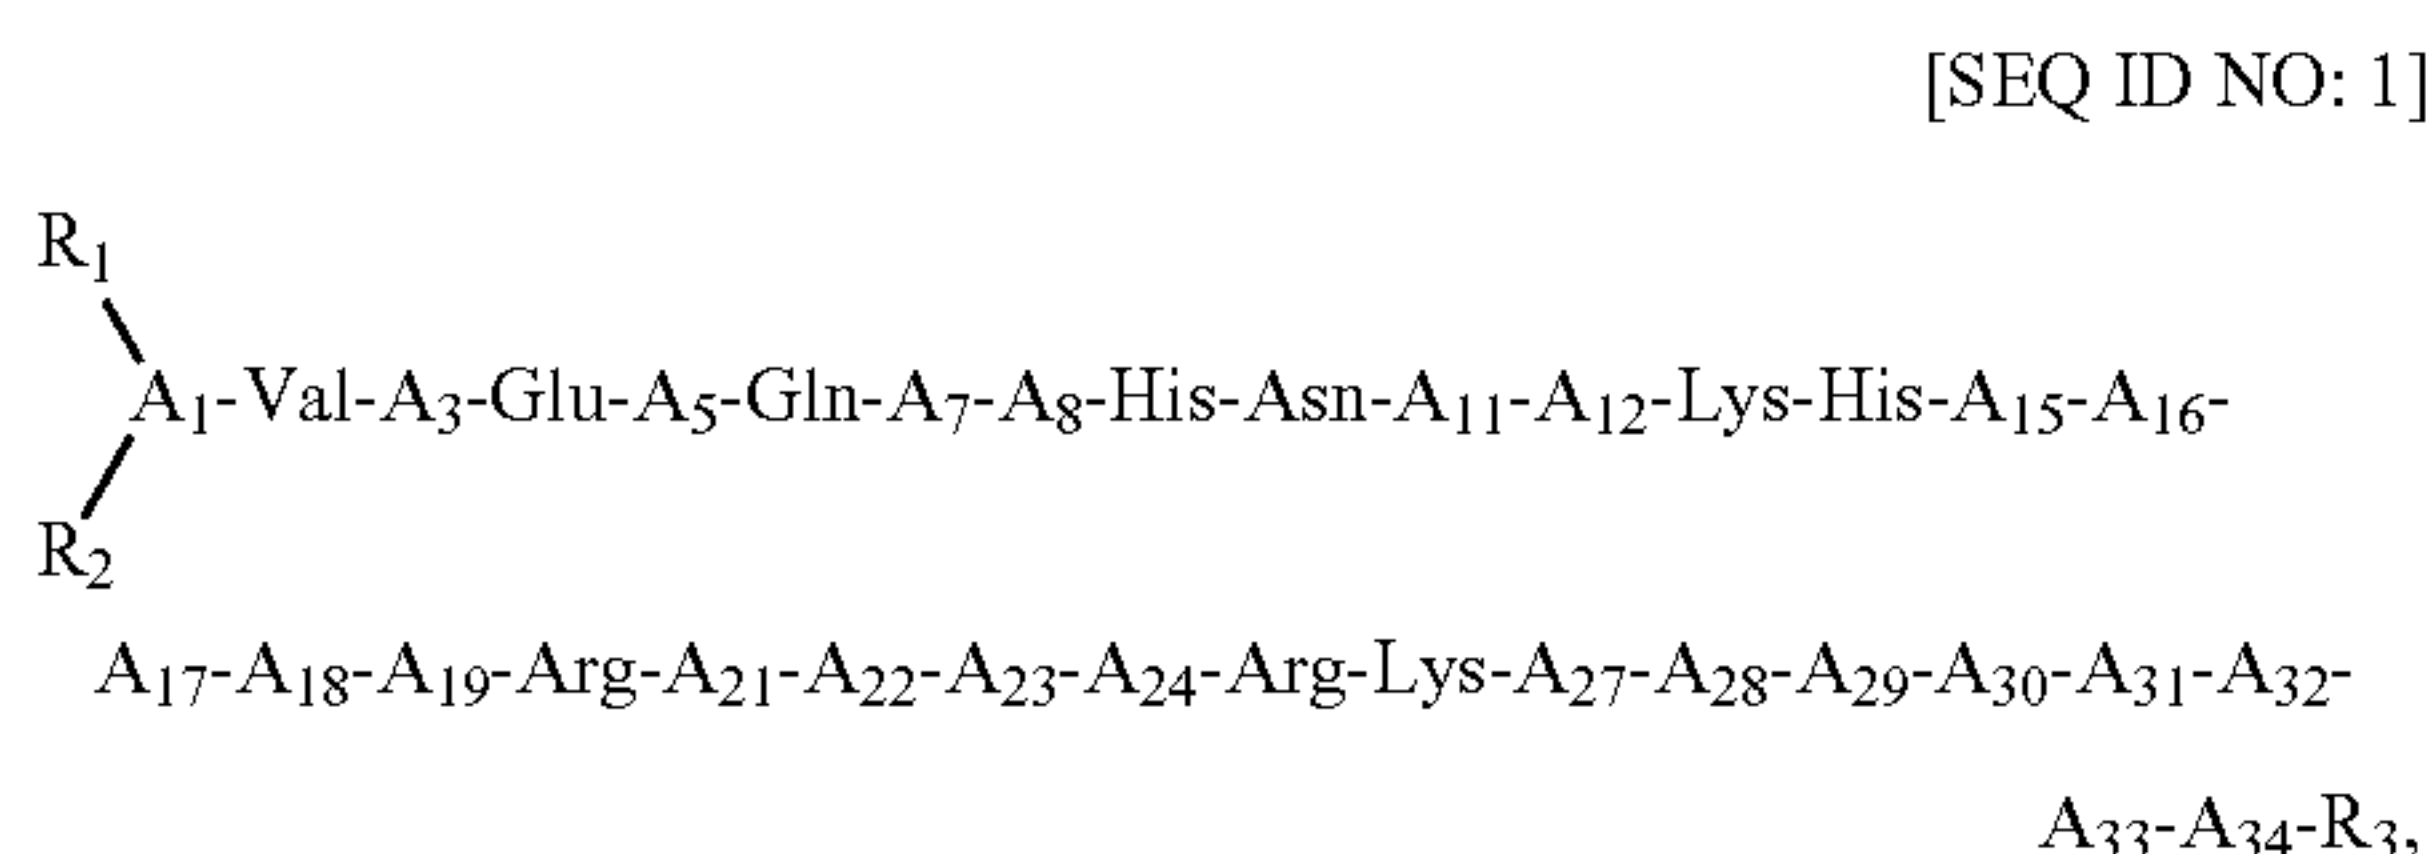 [SEQ ID NO: 1]
R₁
A₁-Val-A₃-Glu-A₅-Gln-A₇-A₈-His-Asn-A₁₁-A₁₂-Lys-His-A₁₅-A₁₆-
R₂
A₁₇-A₁₈-A₁₉-Arg-A₂₁-A₂₂-A₂₃-A₂₄-Arg-Lys-A₂₇-A₂₈-A₂₉-A₃₀-A₃₁-A₃₂-
A₃₃-A₃₄-R₃,